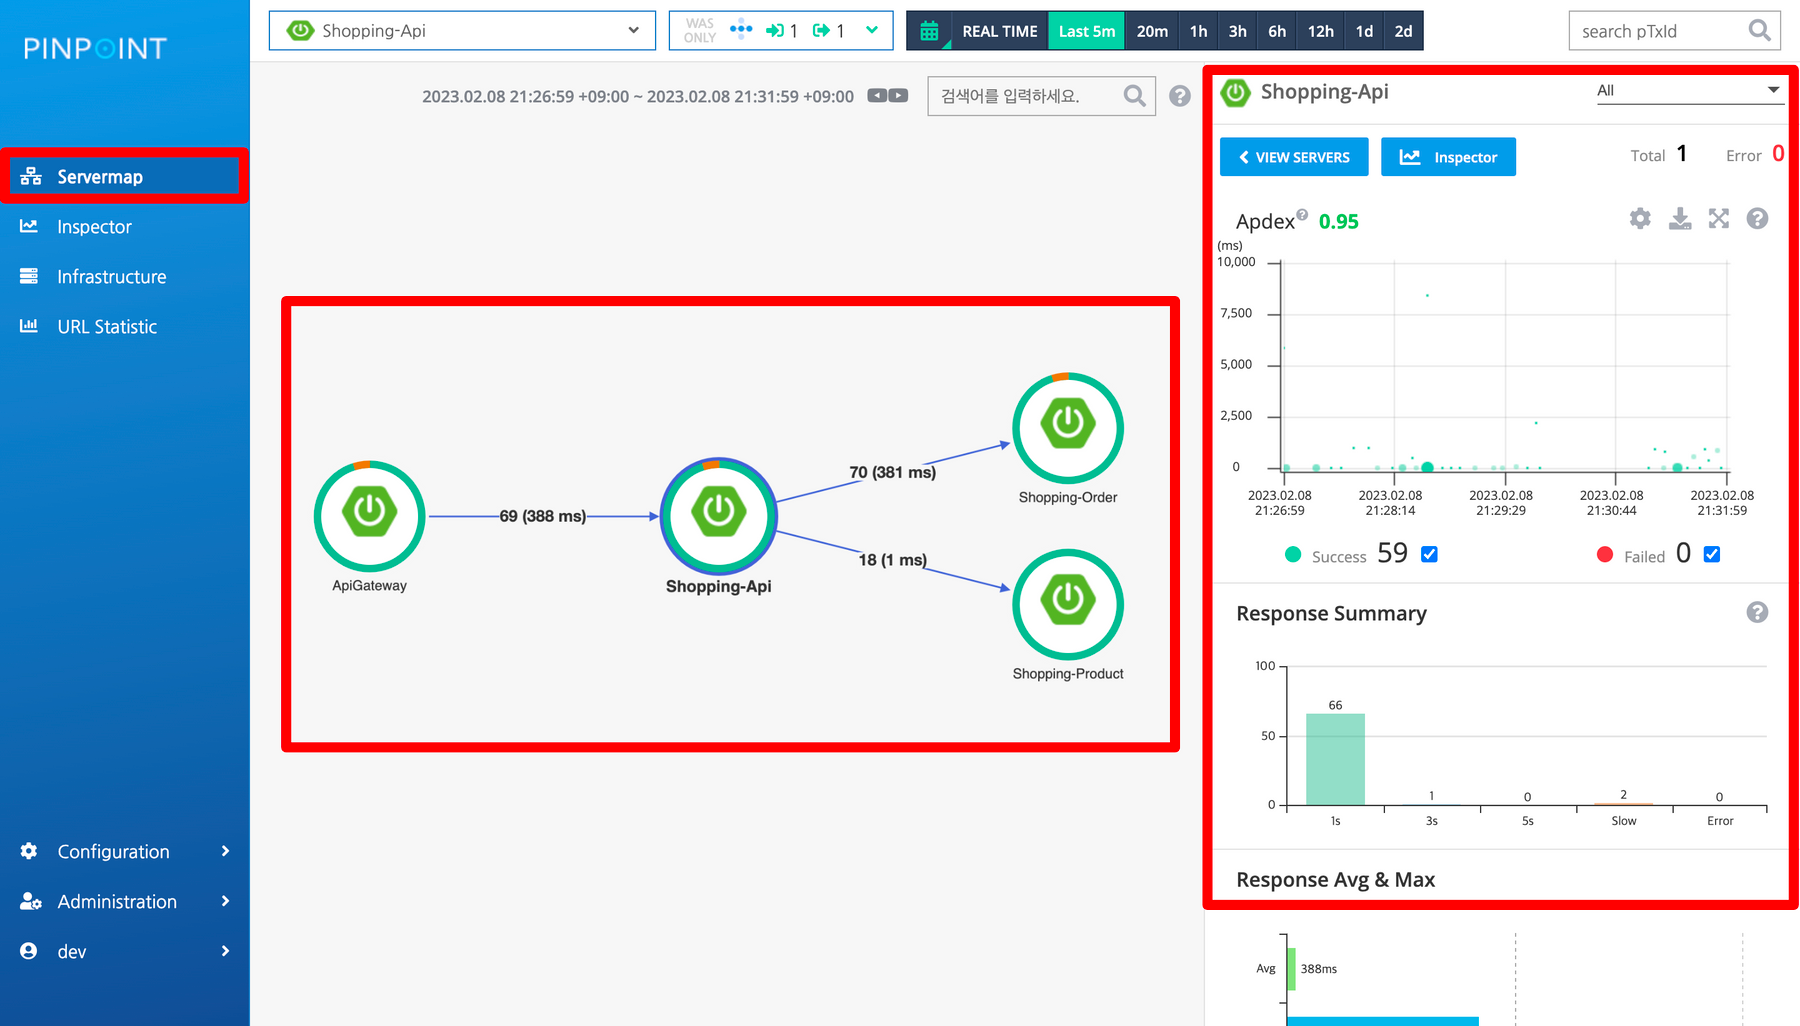 PINPOINT
Servermap
Inspector
Infrastructure
URL Statistic
Configuration
Administration
dev
Shopping-Api
WAS
ONLY
1
1
REAL TIME
Last 5m
20m
1h
3h
6h
12h
1d
2d
search pTxId
2023.02.08 21:26:59 +09:00 ~ 2023.02.08 21:31:59 +09:00
검색어를 입력하세요.
ApiGateway
69 (388 ms)
Shopping-Api
70 (381 ms)
18 (1 ms)
Shopping-Order
Shopping-Product
Shopping-Api
All
VIEW SERVERS
Inspector
Total 1
Error 0
Apdex 0.95
(ms)
10,000
7,500
5,000
2,500
0
2023.02.08 2023.02.08 2023.02.08 2023.02.08 2023.02.08
21:26:59 21:28:14 21:29:29 21:30:44 21:31:59
Success 59
Failed 0
Response Summary
100
50
0
66
1
0
2
0
1s
3s
5s
Slow
Error
Response Avg & Max
Avg
388ms